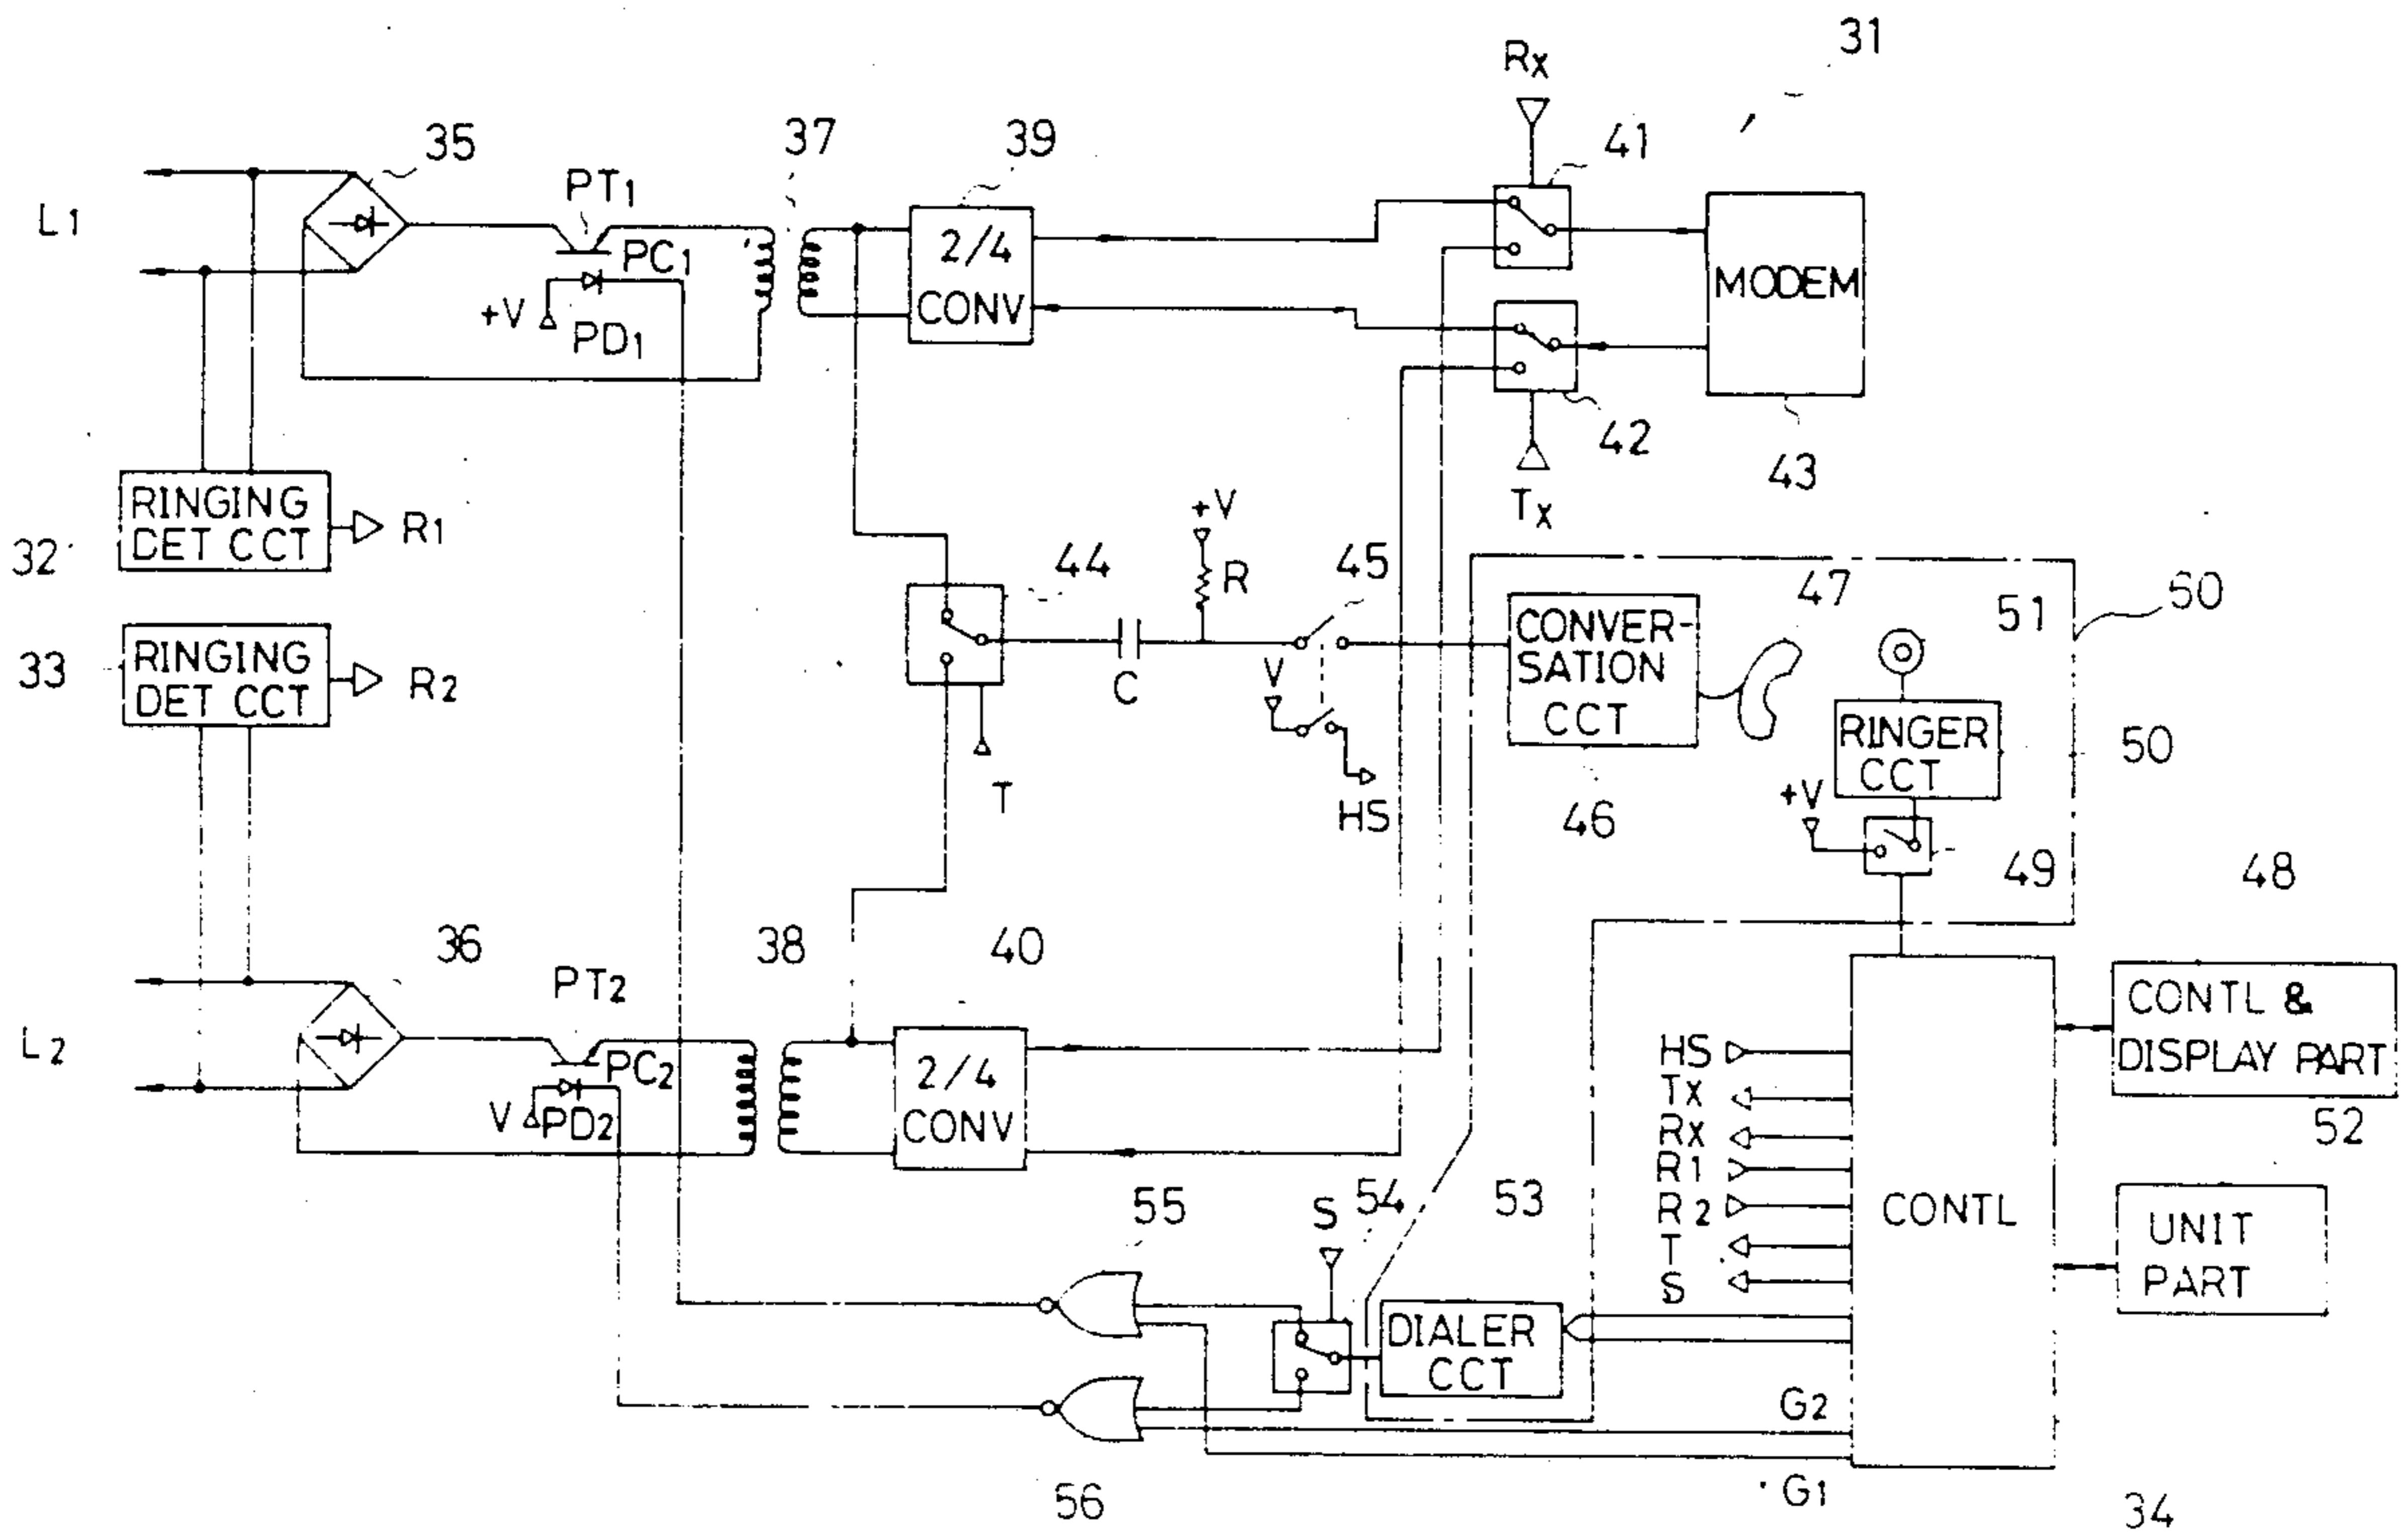 31
Rx
35
37
39
41
PT1
L1
2/4
CONV
PC1
+V
PD1
MODEM
42
43
Tx
RINGING
DET CCT
R1
32
+V
R
44
45
47
51
60
CONVER-
SATION
CCT
33
RINGING
DET CCT
R2
C
V
T
HS
46
RINGER
CCT
50
+V
49
48
36
PT2
38
40
L2
2/4
CONV
PC2
V
PD2
CONTL &
DISPLAY PART
52
HS
Tx
Rx
R1
R2
T
S
CONTL
UNIT
PART
55
S
54
53
DIALER
CCT
G2
G1
56
34